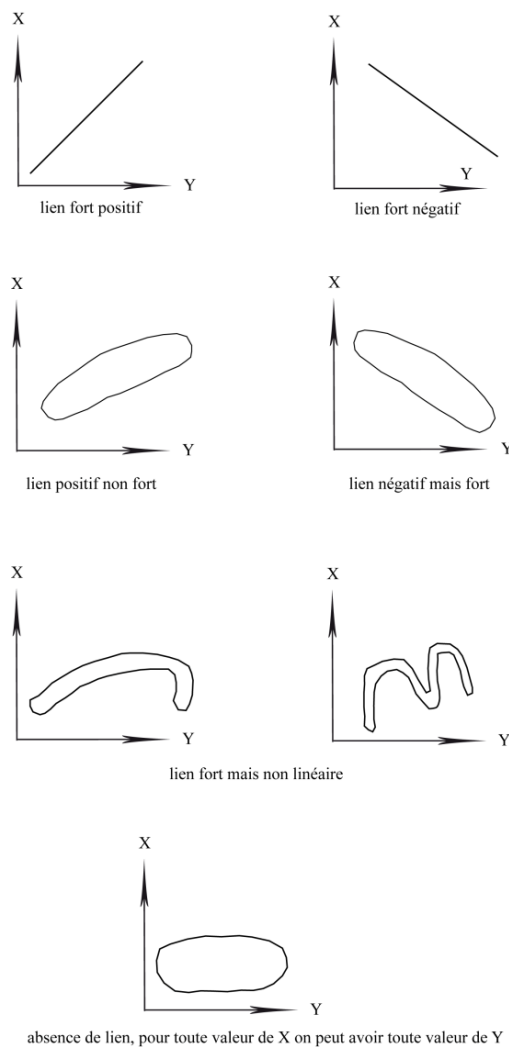 X
X
Y
Y
lien fort positif
lien fort négatif
X
X
Y
Y
lien positif non fort
lien négatif mais fort
X
X
Y
Y
lien fort mais non linéaire
X
Y
absence de lien, pour toute valeur de X on peut avoir toute valeur de Y